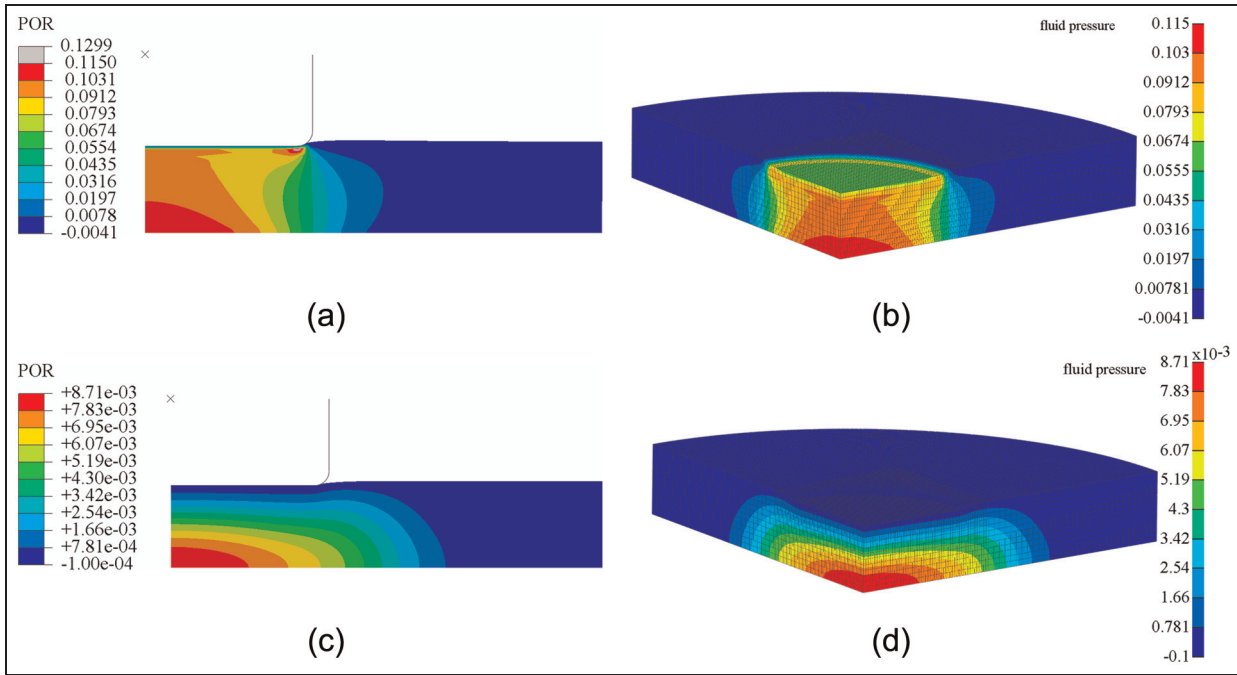 POR
0.1299
0.1150
0.1031
0.0912
0.0793
0.0674
0.0554
0.0435
0.0316
0.0197
0.0078
-0.0041
(a)
fluid pressure
0.115
0.103
0.0912
0.0793
0.0674
0.0555
0.0435
0.0316
0.0197
0.00781
-0.0041
(b)
POR
+8.71e-03
+7.83e-03
+6.95e-03
+6.07e-03
+5.19e-03
+4.30e-03
+3.42e-03
+2.54e-03
+1.66e-03
+7.81e-04
-1.00e-04
(c)
fluid pressure
x10-3
8.71
7.83
6.95
6.07
5.19
4.3
3.42
2.54
1.66
0.781
-0.1
(d)